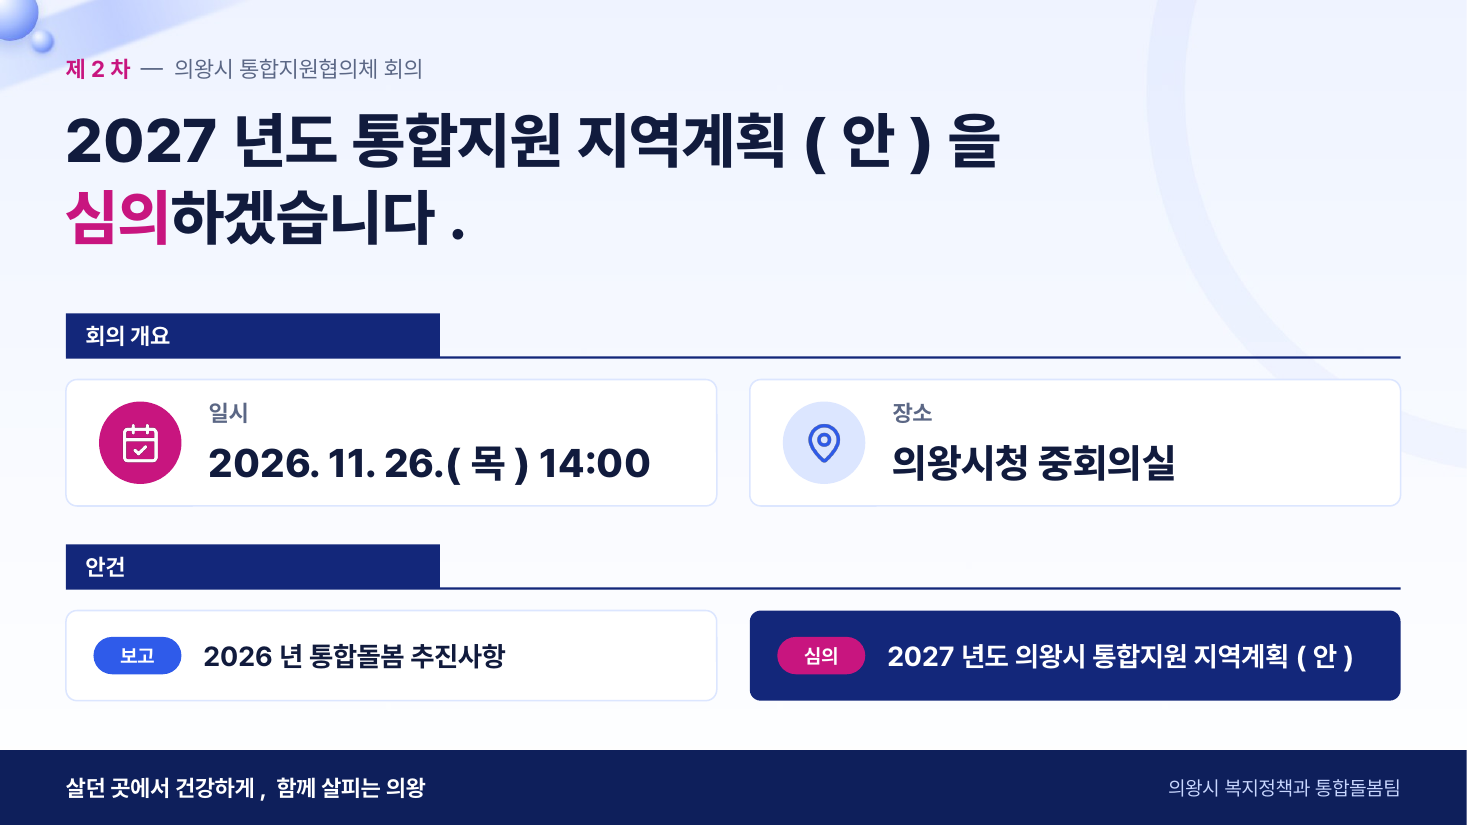 제 2 차 — 의왕시 통합지원협의체 회의
2027 년도 통합지원 지역계획 ( 안 ) 을
심의하겠습니다 .
회의 개요
일시
2026. 11. 26.( 목 ) 14:00
장소
의왕시청 중회의실
안건
보고 2026 년 통합돌봄 추진사항
심의 2027 년도 의왕시 통합지원 지역계획 ( 안 )
살던 곳에서 건강하게 , 함께 살피는 의왕
의왕시 복지정책과 통합돌봄팀